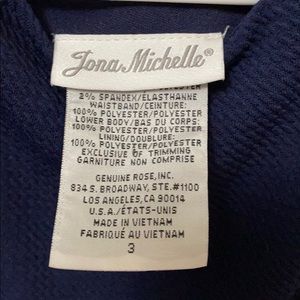 Jona Michelle®
2% SPANDEX/ELASTHANNE
WAISTBAND/CEINTURE:
100% POLYESTER/POLYESTER
LOWER BODY/BAS DU CORPS:
100% POLYESTER/POLYESTER
LINING/DOUBLURE:
100% POLYESTER/POLYESTER
EXCLUSIVE OF TRIMMING
GARNITURE NON COMPRISE
GENUINE ROSE, INC.
834 S. BROADWAY, STE.#1100
LOS ANGELES, CA 90014
U.S.A./ÉTATS-UNIS
MADE IN VIETNAM
FABRIQUÉ AU VIETNAM
3